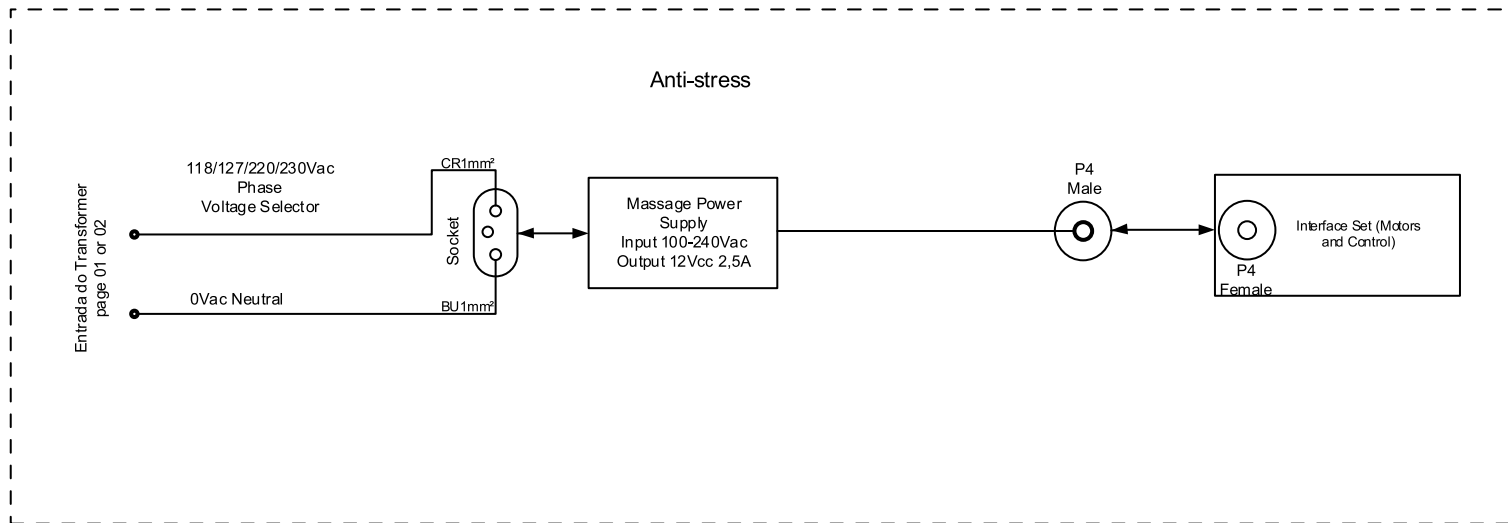 Anti-stress
118/127/220/230Vac
Phase
Voltage Selector
Entrada do Transformer
page 01 or 02
0Vac Neutral
CR1mm²
Socket
BU1mm²
Massage Power
Supply
Input 100-240Vac
Output 12Vcc 2,5A
P4
Male
P4
Female
Interface Set (Motors
and Control)